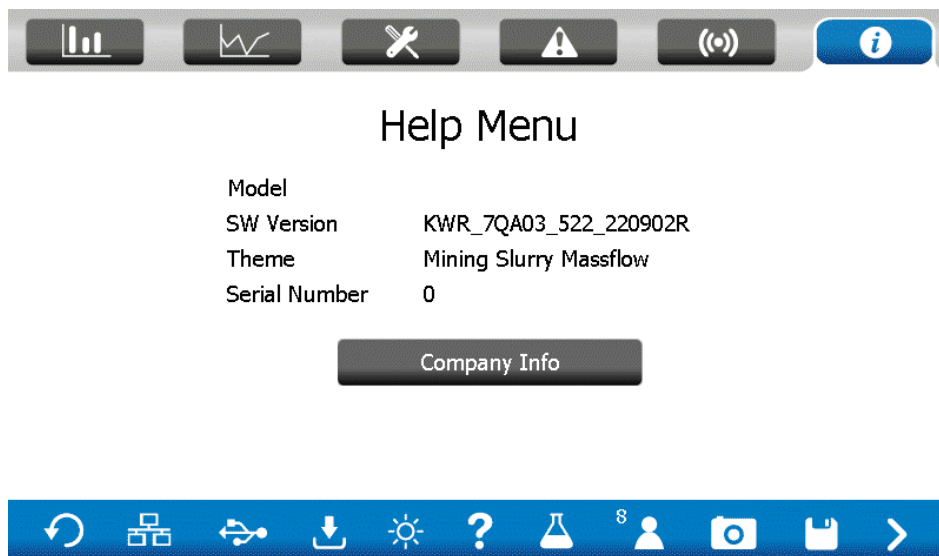 Help Menu
Model
SW Version KWR_7QA03_522_220902R
Theme Mining Slurry Massflow
Serial Number 0
Company Info
8